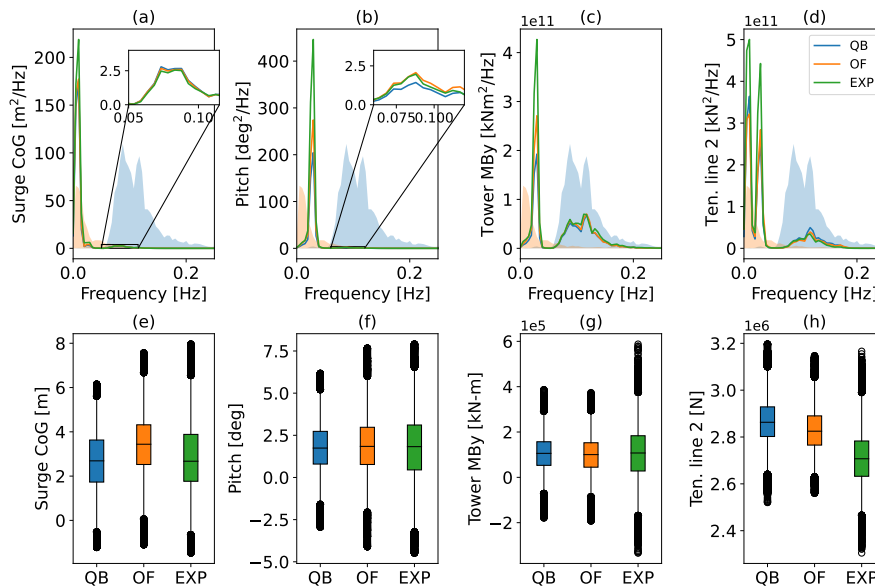 (a)
(b)
(c)
(d)
1e11
1e11
Surge CoG [m²/Hz]
200
175
150
125
100
75
50
25
0
0.0
0.2
Frequency [Hz]
2.5
0.0
0.05
0.10
Pitch [deg²/Hz]
400
300
200
100
0
0.0
0.2
Frequency [Hz]
2.5
0.0
0.075
0.100
Tower MBy [kNm²/Hz]
4
3
2
1
0
0.0
0.2
Frequency [Hz]
Ten. line 2 [kN²/Hz]
5
4
3
2
1
0
0.0
0.2
Frequency [Hz]
QB
OF
EXP
(e)
(f)
(g)
(h)
1e5
1e6
Surge CoG [m]
8
6
4
2
0
QB
OF
EXP
Pitch [deg]
7.5
5.0
2.5
0.0
−2.5
−5.0
QB
OF
EXP
Tower MBy [kN-m]
6
4
2
0
−2
QB
OF
EXP
Ten. line 2 [N]
3.2
3.0
2.8
2.6
2.4
QB
OF
EXP